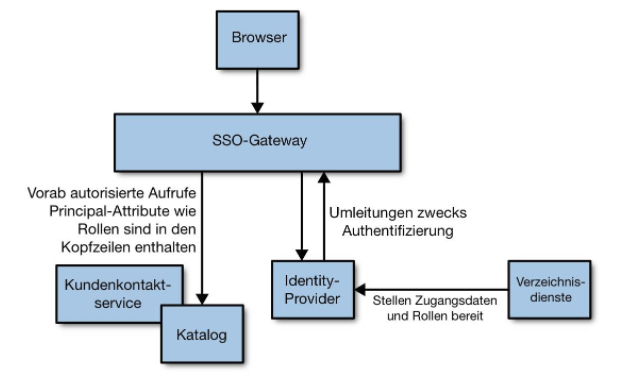 Browser
SSO-Gateway
Vorab autorisierte Aufrufe
Principal-Attribute wie
Rollen sind in den
Kopfzeilen enthalten
Umleitungen zwecks
Authentifizierung
Kundenkontakt-
service
Katalog
Identity-
Provider
Stellen Zugangsdaten
und Rollen bereit
Verzeichnis-
dienste